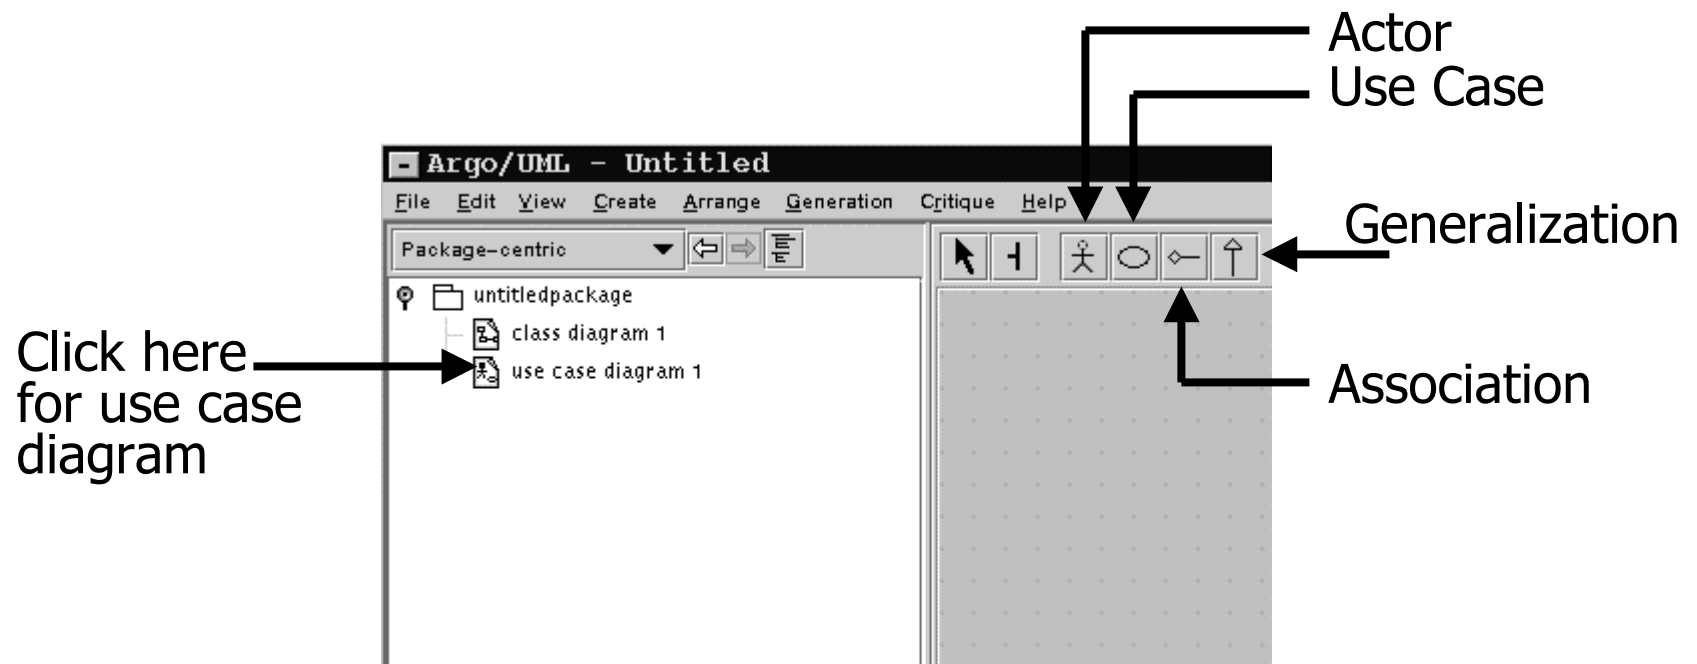 Actor
Use Case
Argo/UML - Untitled
File Edit View Create Arrange Generation Critique Help
Generalization
Package-centric
untitledpackage
class diagram 1
Click here
for use case
diagram
use case diagram 1
Association